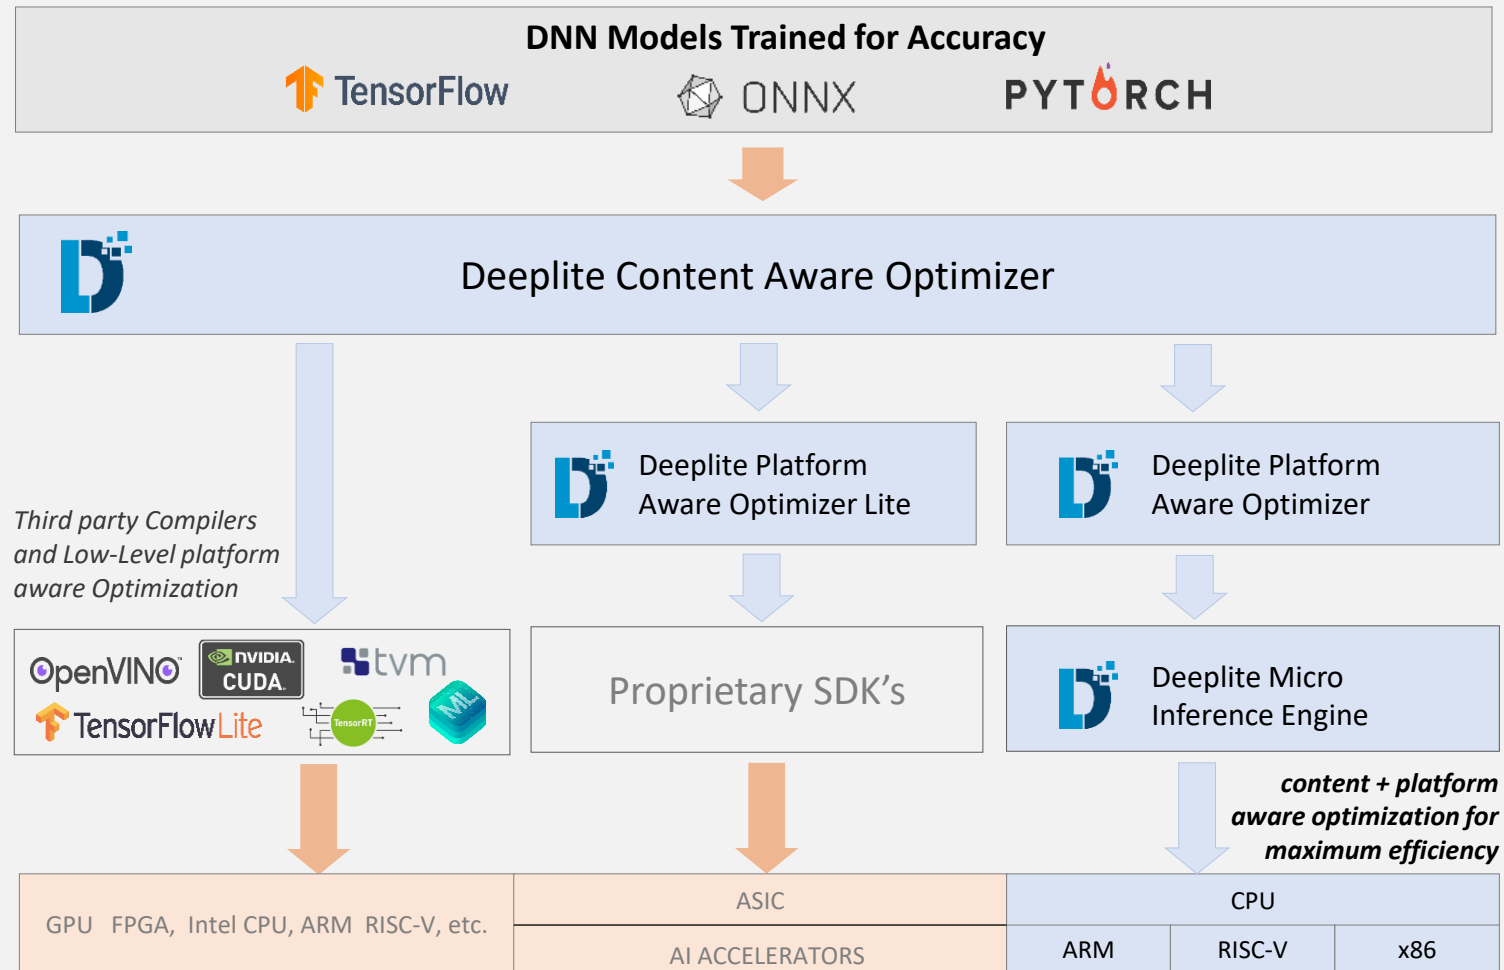 DNN Models Trained for Accuracy
TensorFlow
ONNX
PYTORCH
Deeplite Content Aware Optimizer
Deeplite Platform
Aware Optimizer Lite
Deeplite Platform
Aware Optimizer
Third party Compilers
and Low-Level platform
aware Optimization
OpenVINO™
NVIDIA.
CUDA.
tvm
TensorFlow Lite
TensorRT
ML
Proprietary SDK's
Deeplite Micro
Inference Engine
content + platform
aware optimization for
maximum efficiency
GPU FPGA, Intel CPU, ARM RISC-V, etc.
ASIC
AI ACCELERATORS
CPU
ARM
RISC-V
x86